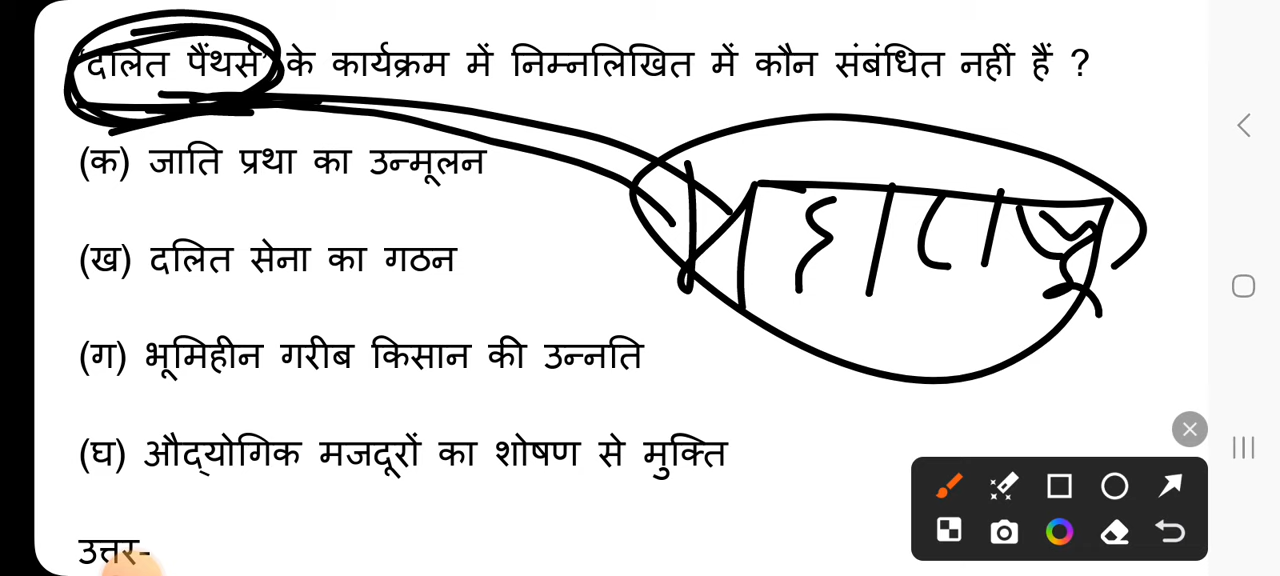 'दलित पैंथर्स' के कार्यक्रम में निम्नलिखित में कौन संबंधित नहीं हैं ?
(क) जाति प्रथा का उन्मूलन
(ख) दलित सेना का गठन
(ग) भूमिहीन गरीब किसान की उन्नति
(घ) औद्योगिक मजदूरों का शोषण से मुक्ति
उत्तर-